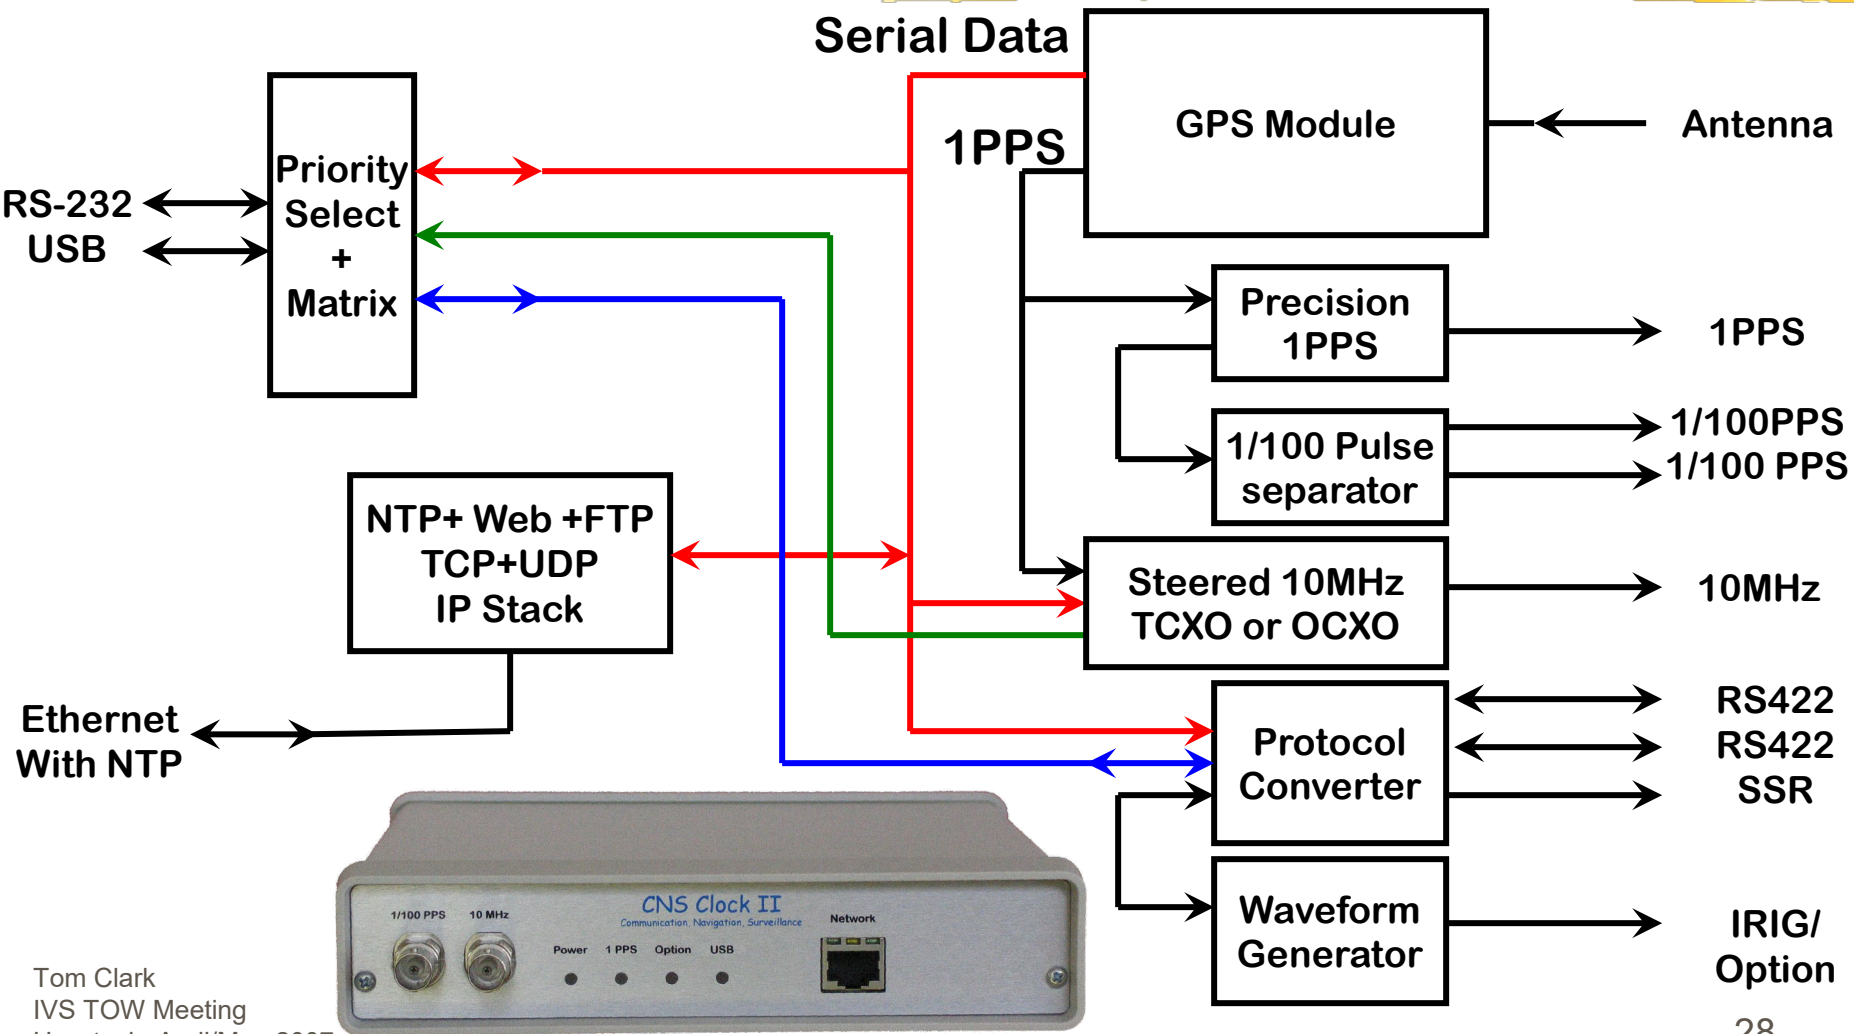 Serial Data
GPS Module
Antenna
1PPS
Priority
Select
+
Matrix
RS-232
USB
Precision
1PPS
1PPS
1/100 Pulse
separator
1/100PPS
1/100 PPS
NTP+ Web +FTP
TCP+UDP
IP Stack
Steered 10MHz
TCXO or OCXO
10MHz
Ethernet
With NTP
Protocol
Converter
RS422
RS422
SSR
Waveform
Generator
IRIG/
Option
1/100 PPS
10 MHz
CNS Clock II
Communication, Navigation, Surveillance
Network
Power
1 PPS
Option
USB
Tom Clark
IVS TOW Meeting
28